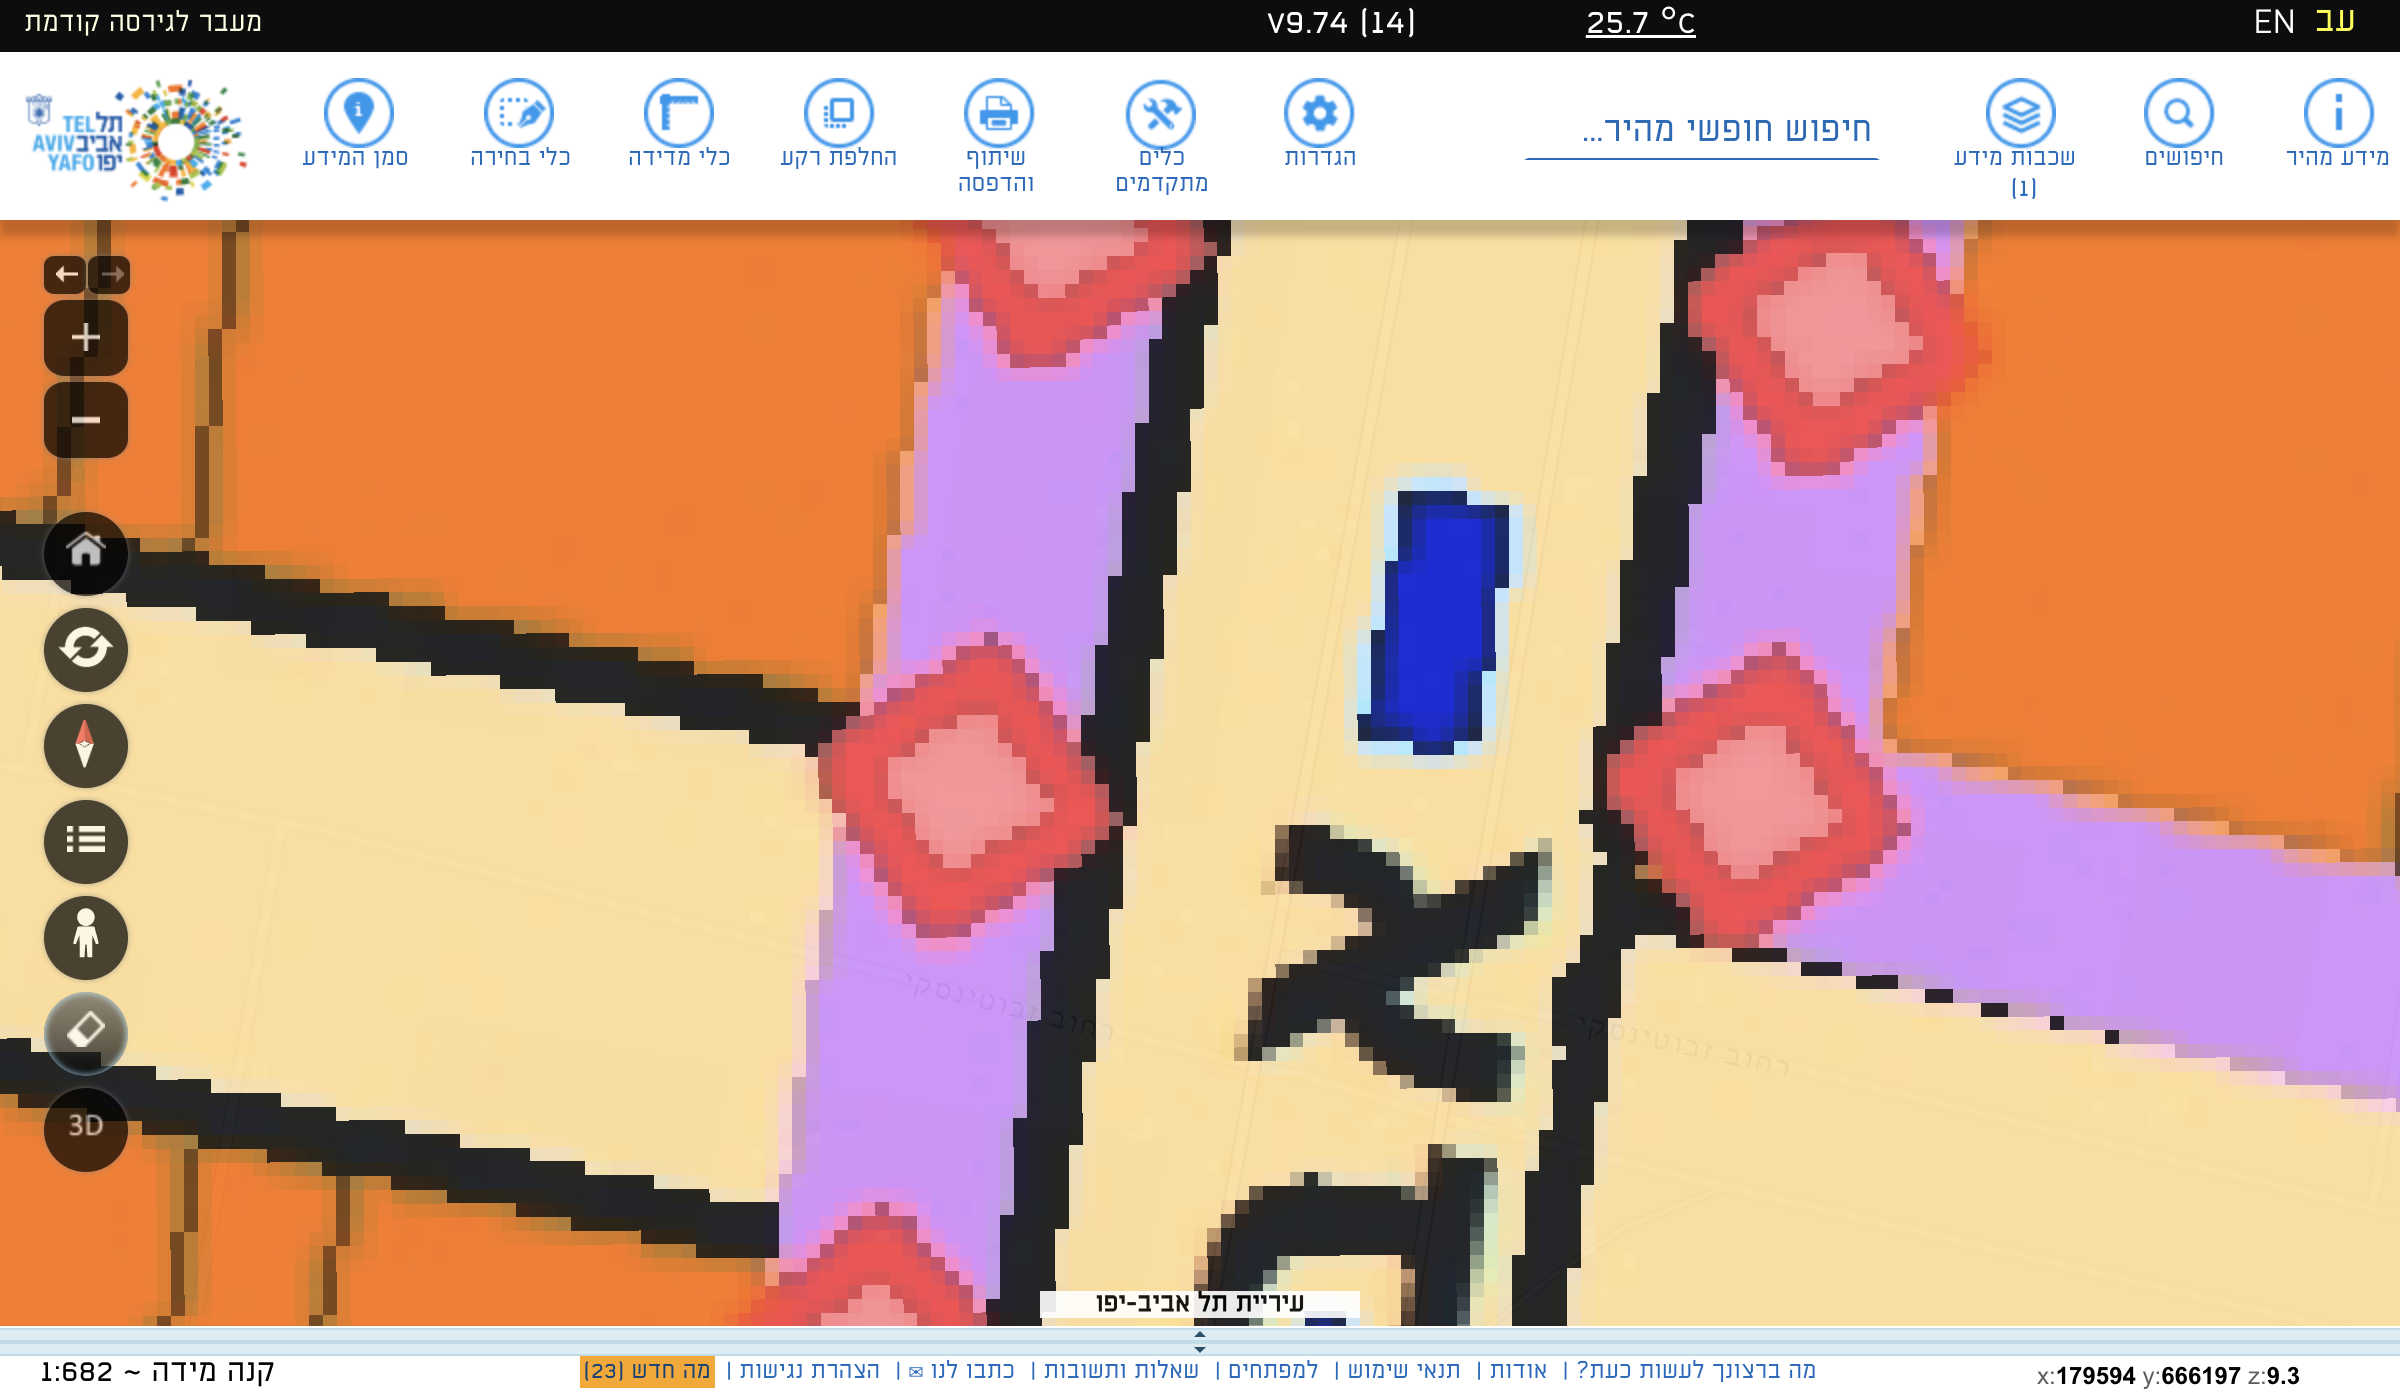 עב EN 25.7 °C V9.74 (14) מעבר לגירסה קודמת
מידע מהיר
חיפושים
שכבות מידע
(1)
חיפוש חופשי מהיר...
הגדרות
כלים
מתקדמים
שיתוף
והדפסה
החלפת רקע
כלי מדידה
כלי בחירה
סמן המידע
תל אביב יפו
TEL AVIV YAFO
3D
רחוב זבוטינסקי
רחוב זבוטינסקי
עיריית תל אביב-יפו
מה ברצונך לעשות כעת? | אודות | תנאי שימוש | למפתחים | שאלות ותשובות | כתבו לנו ✉ | הצהרת נגישות | מה חדש (23)
קנה מידה ~ 1:682
x:179594 y:666197 z:9.3